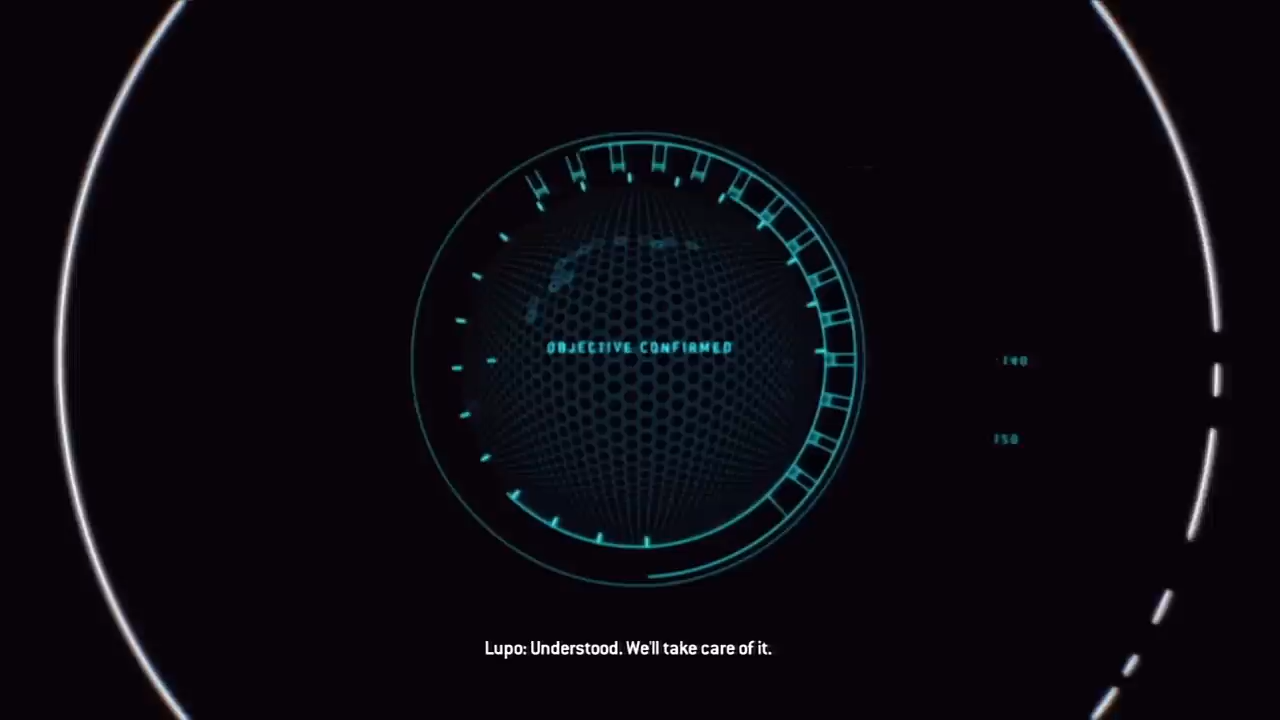 OBJECTIVE CONFIRMED
140
150
Lupo: Understood. We'll take care of it.